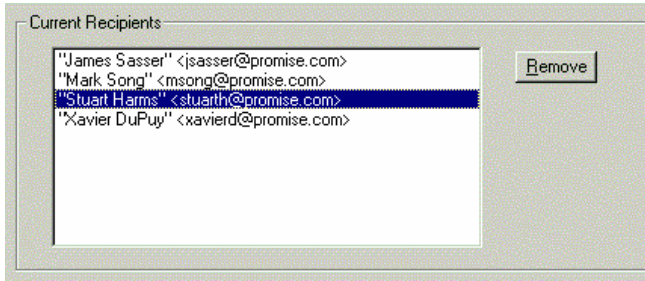 Current Recipients
"James Sasser" <jsasser@promise.com>
"Mark Song" <msong@promise.com>
"Stuart Harms" <stuarth@promise.com>
"Xavier DuPuy" <xavierd@promise.com>
Remove